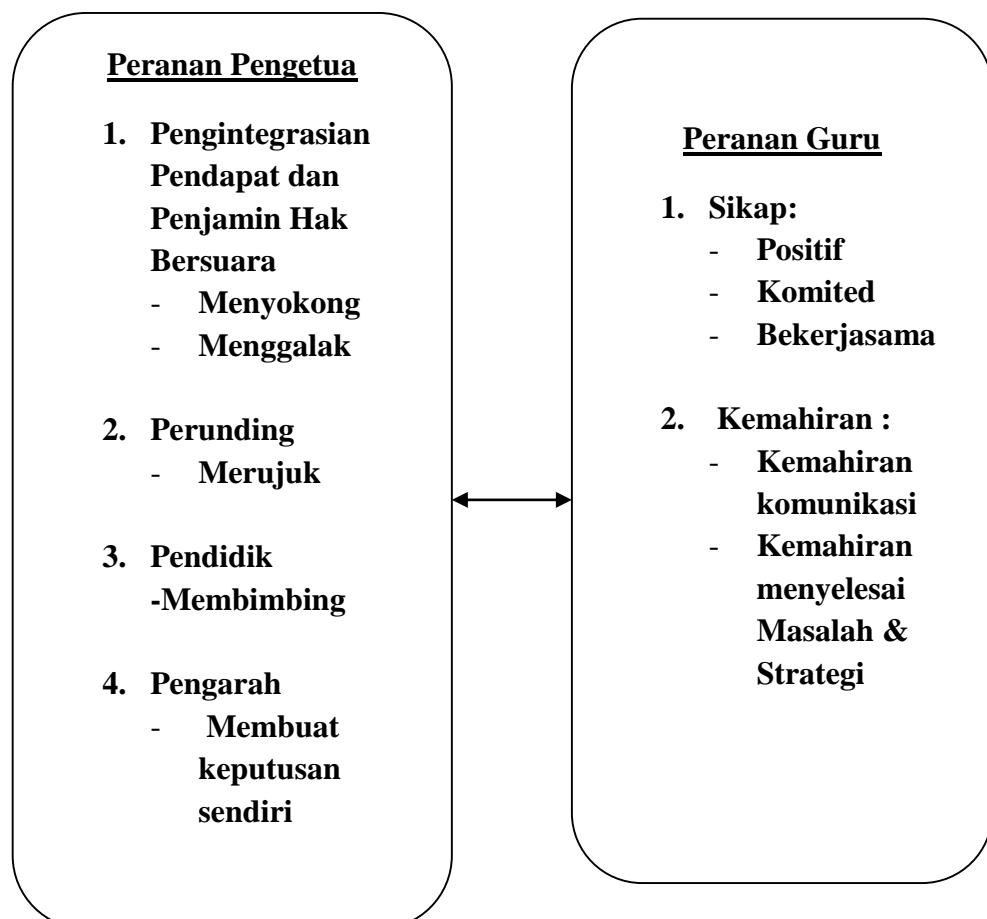 Peranan Pengetua
1. Pengintegrasian
Pendapat dan
Penjamin Hak
Bersuara
- Menyokong
- Menggalak
2. Perunding
- Merujuk
3. Pendidik
-Membimbing
4. Pengarah
- Membuat
keputusan
sendiri
Peranan Guru
1. Sikap:
- Positif
- Komited
- Bekerjasama
2. Kemahiran :
- Kemahiran
komunikasi
- Kemahiran
menyelesai
Masalah &
Strategi